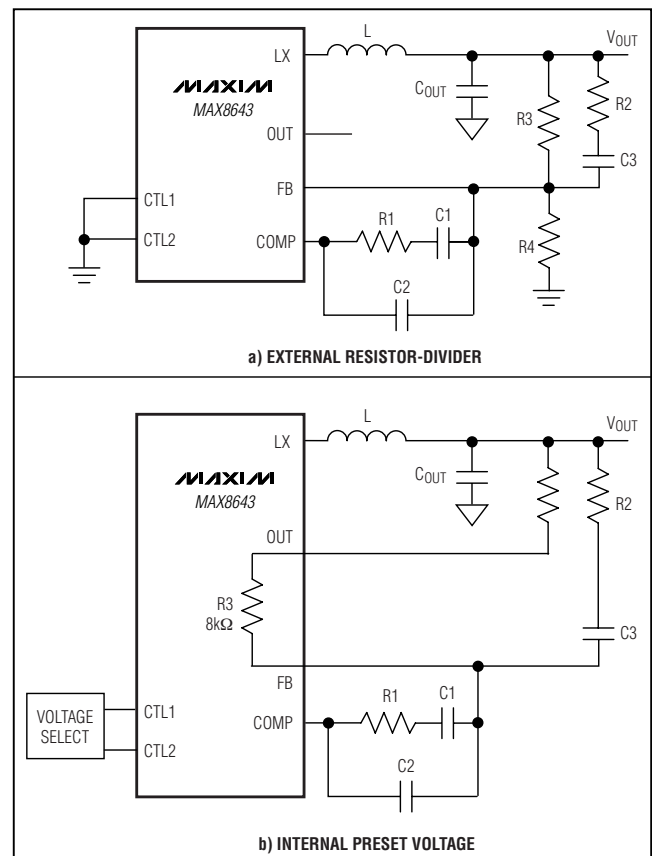 LX
L
VOUT
MAXIM
MAX8643
COUT
R3
R2
OUT
C3
FB
CTL1
R1
C1
CTL2
COMP
R4
C2
a) EXTERNAL RESISTOR-DIVIDER
LX
L
VOUT
MAXIM
MAX8643
COUT
R2
OUT
R3
8kΩ
C3
FB
VOLTAGE
SELECT
CTL1
CTL2
COMP
R1
C1
C2
b) INTERNAL PRESET VOLTAGE